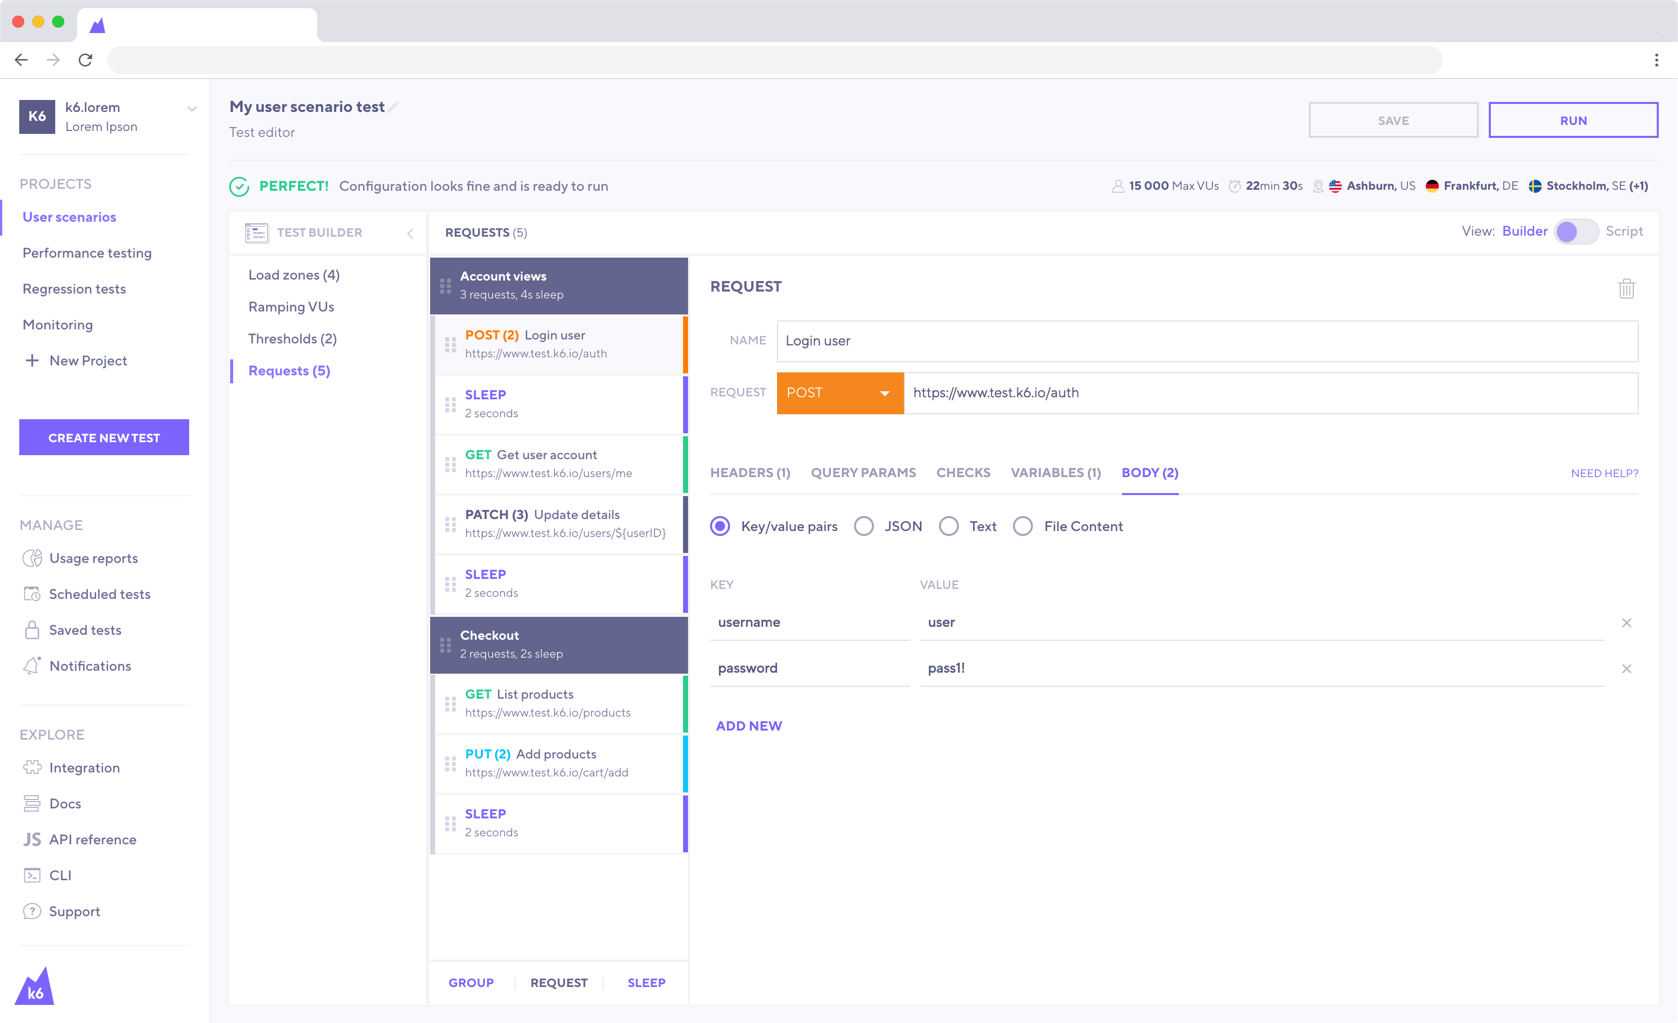 K6
k6.lorem
Lorem Ipson
PROJECTS
User scenarios
Performance testing
Regression tests
Monitoring
New Project
CREATE NEW TEST
MANAGE
Usage reports
Scheduled tests
Saved tests
Notifications
EXPLORE
Integration
Docs
JS API reference
CLI
Support
k6
My user scenario test
Test editor
SAVE
RUN
PERFECT! Configuration looks fine and is ready to run
15 000 Max VUs 22min 30s Ashburn, US Frankfurt, DE Stockholm, SE (+1)
TEST BUILDER
Load zones (4)
Ramping VUs
Thresholds (2)
Requests (5)
REQUESTS (5)
View: Builder Script
Account views
3 requests, 4s sleep
POST (2) Login user
https://www.test.k6.io/auth
SLEEP
2 seconds
GET Get user account
https://www.test.k6.io/users/me
PATCH (3) Update details
https://www.test.k6.io/users/${userID}
SLEEP
2 seconds
Checkout
2 requests, 2s sleep
GET List products
https://www.test.k6.io/products
PUT (2) Add products
https://www.test.k6.io/cart/add
SLEEP
2 seconds
GROUP REQUEST SLEEP
REQUEST
NAME Login user
REQUEST POST https://www.test.k6.io/auth
HEADERS (1) QUERY PARAMS CHECKS VARIABLES (1) BODY (2) NEED HELP?
Key/value pairs JSON Text File Content
KEY VALUE
username user
password pass1!
ADD NEW